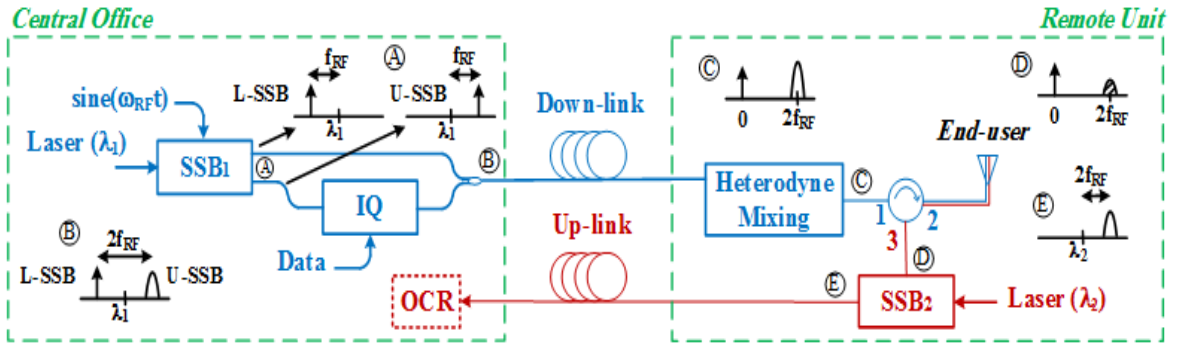 Central Office
Remote Unit
sine(ω_RF t)
Laser (λ₁)
SSB₁
Ⓐ
f_RF
L-SSB
λ₁
Ⓐ
f_RF
U-SSB
λ₁
IQ
Data
Ⓑ
Ⓑ
2f_RF
L-SSB
U-SSB
λ₁
Down-link
Up-link
OCR
Heterodyne
Mixing
Ⓒ
Ⓒ
0
2f_RF
1
2
3
Ⓓ
0
2f_RF
End-user
Ⓓ
Ⓔ
2f_RF
λ₂
Ⓔ
SSB₂
Laser (λ₂)